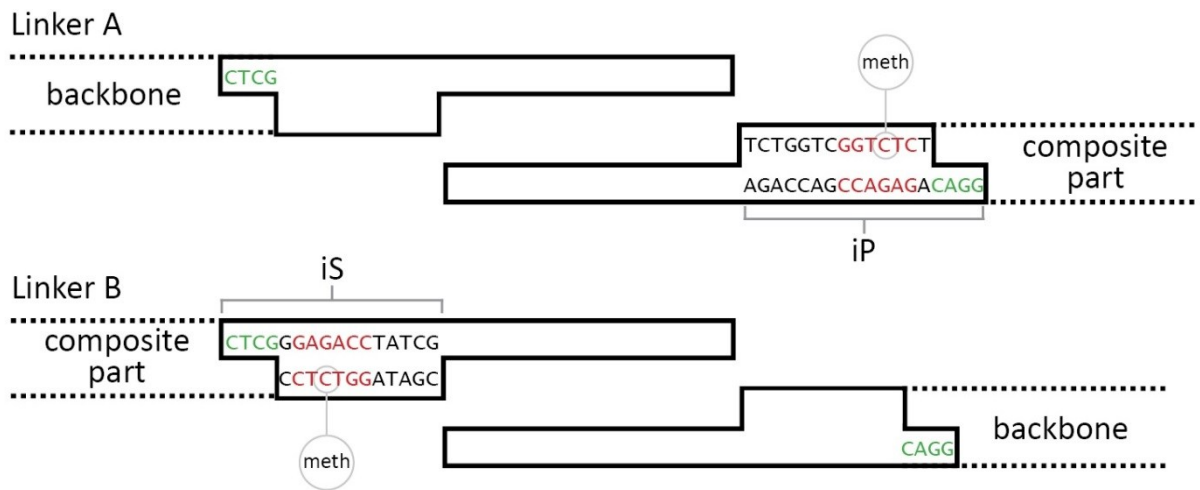 Linker A
backbone
CTCG
meth
TCTGGTCGGTCTCT
AGACCAGCCAGAGACAGG
composite
part
iP
iS
Linker B
composite
part
CTCGGGAGACCTATCG
CCTCTGGATAGC
meth
CAGG
backbone